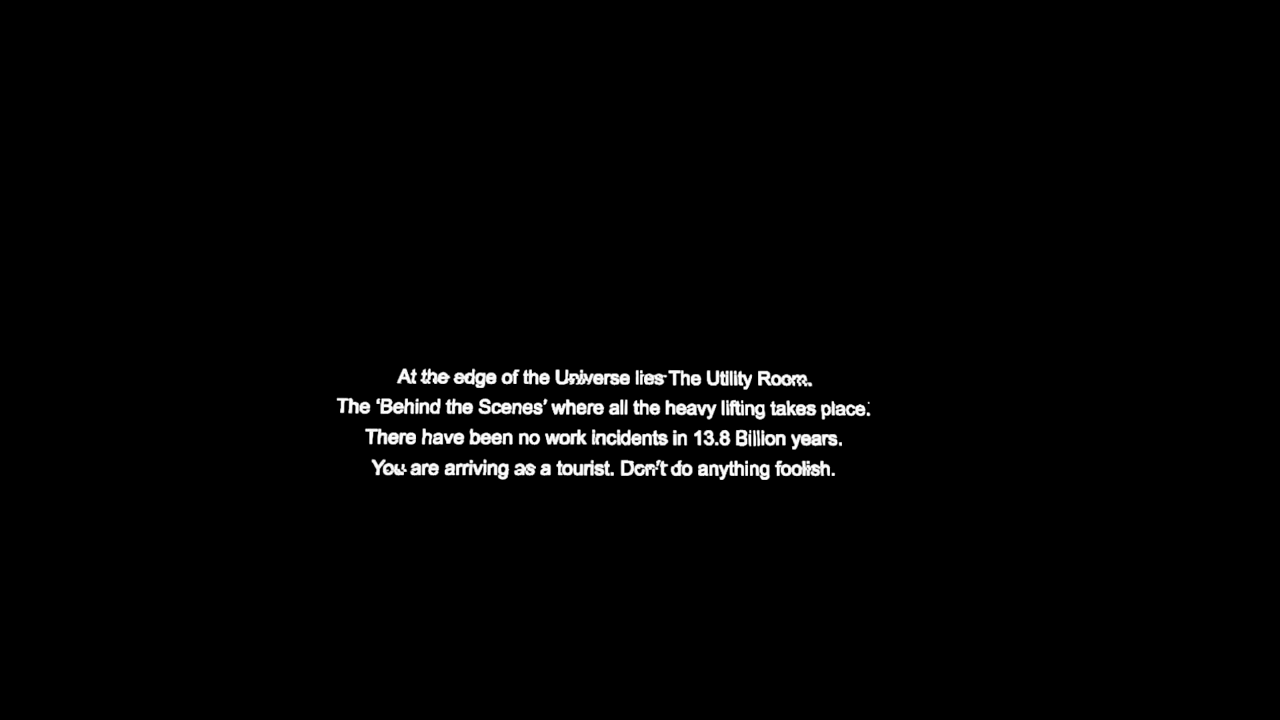 At the edge of the Universe lies The Utility Room.
The ‘Behind the Scenes’ where all the heavy lifting takes place.
There have been no work incidents in 13.8 Billion years.
You are arriving as a tourist. Don’t do anything foolish.